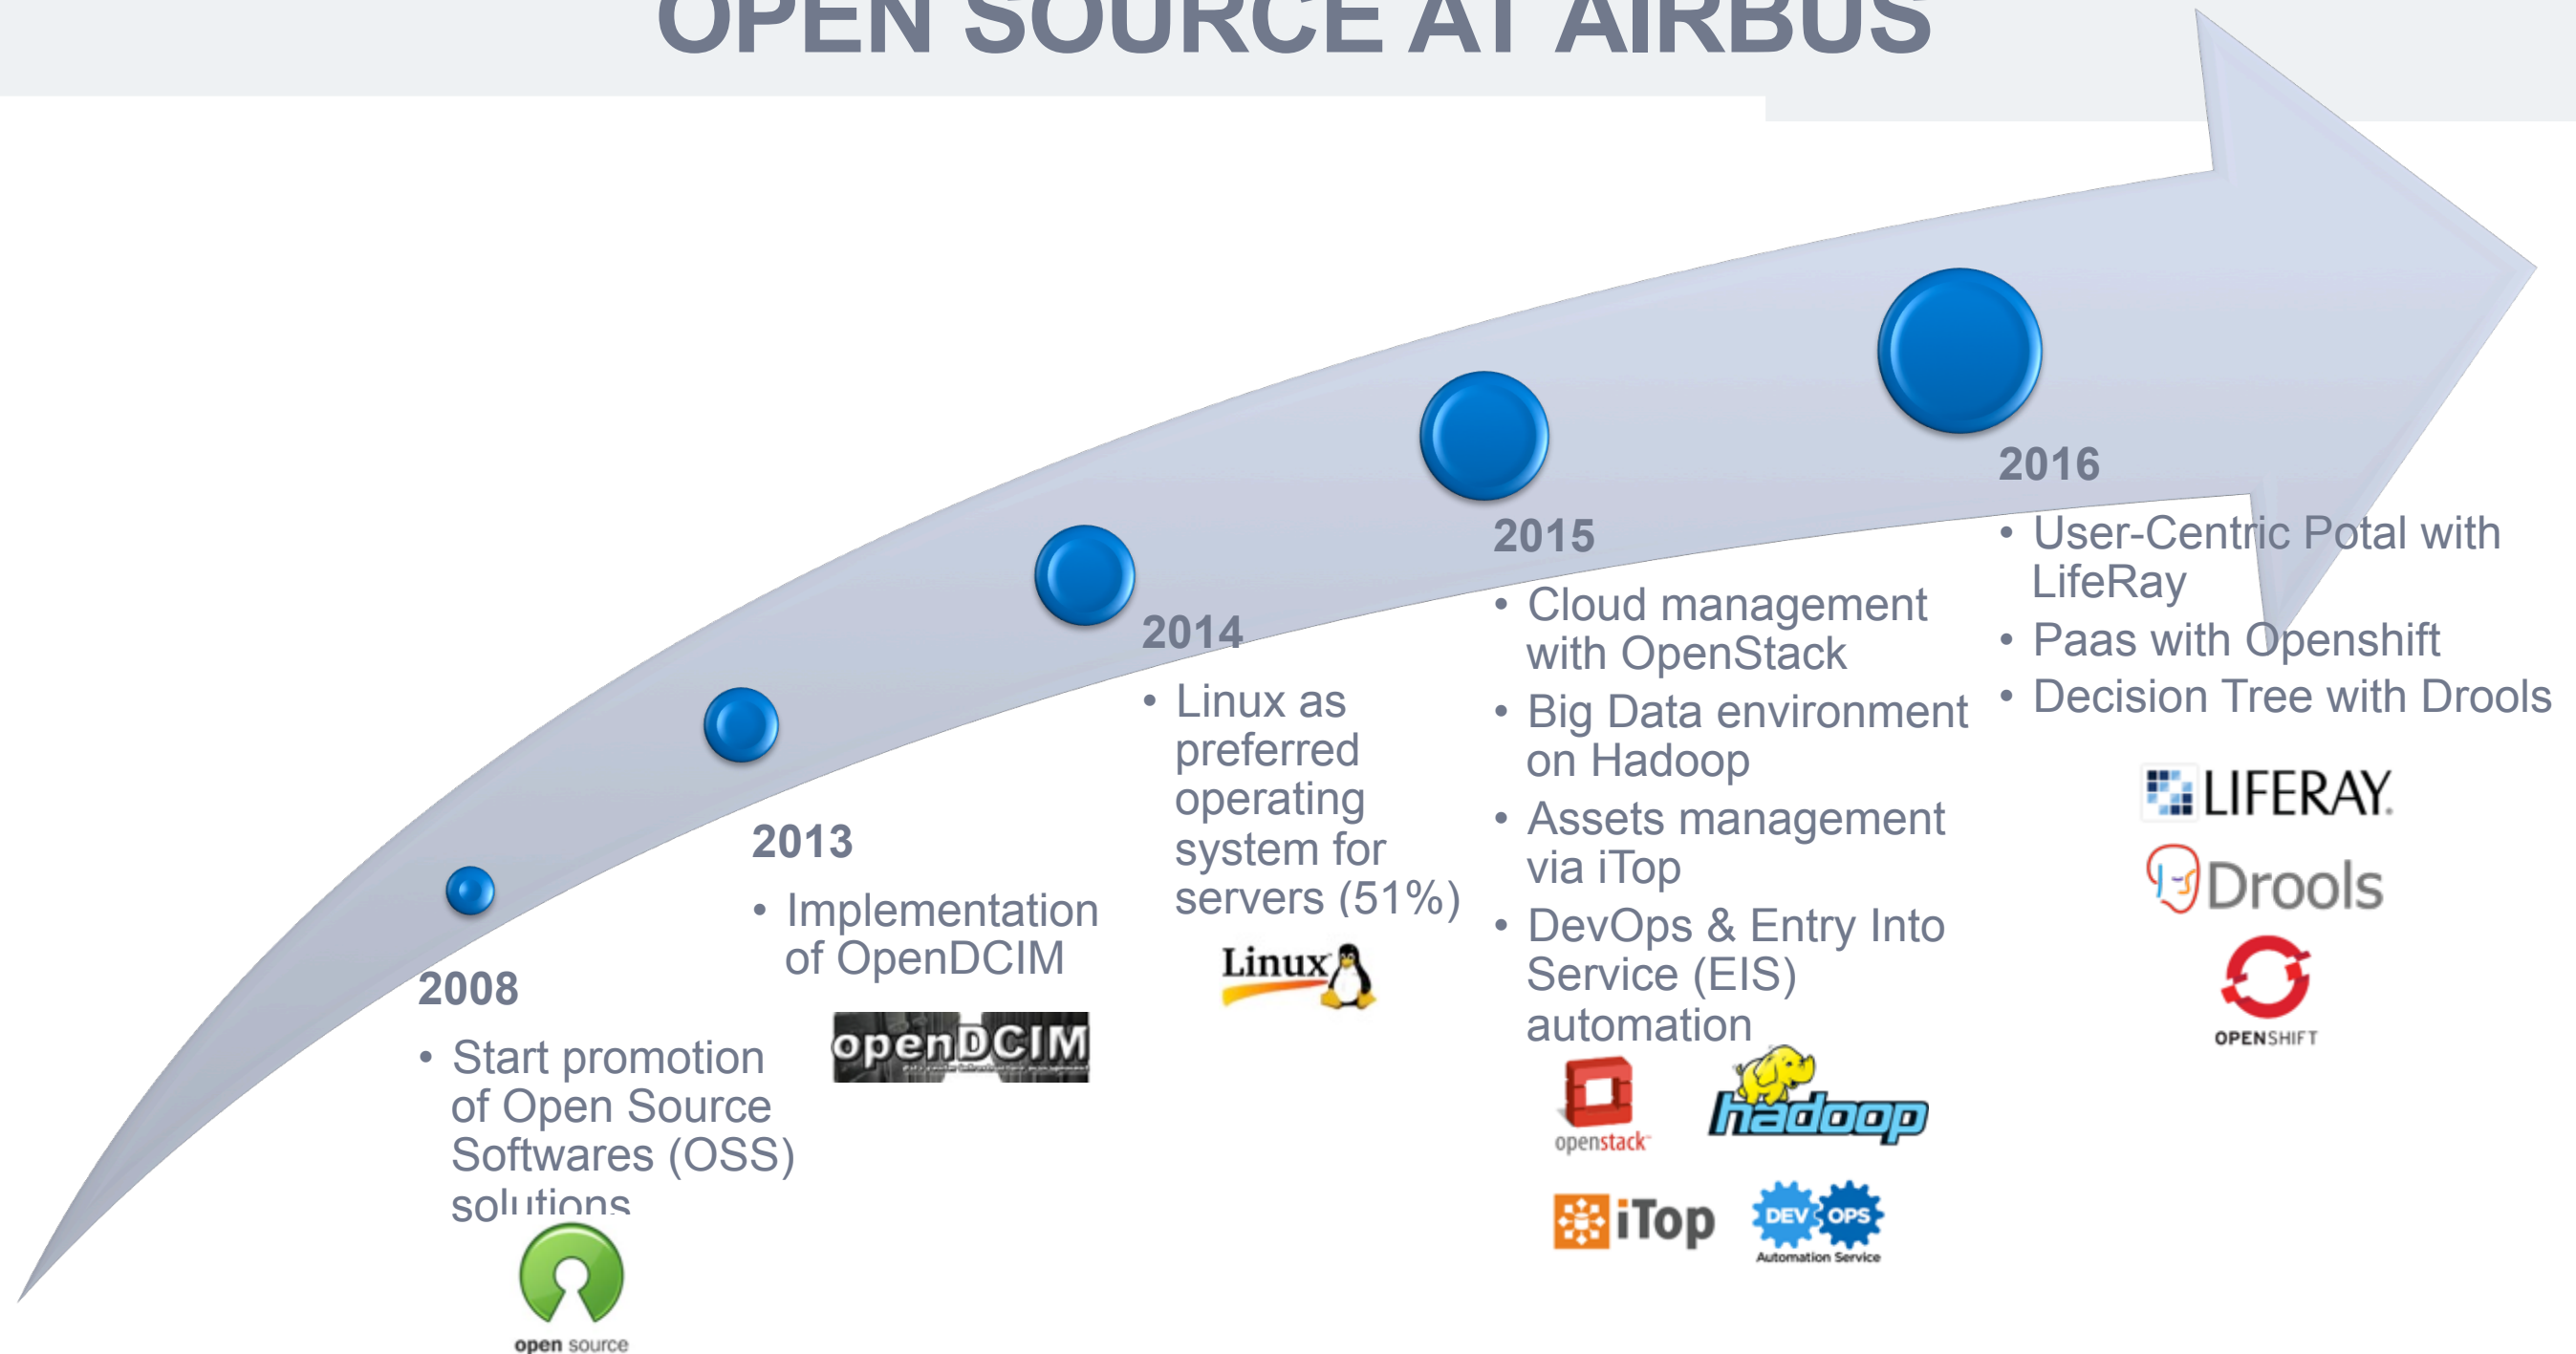 OPEN SOURCE AT AIRBUS
2008
• Start promotion
of Open Source
Softwares (OSS)
solutions
open source
2013
• Implementation
of OpenDCIM
openDCIM
2014
• Linux as
preferred
operating
system for
servers (51%)
Linux
2015
• Cloud management
with OpenStack
• Big Data environment
on Hadoop
• Assets management
via iTop
• DevOps & Entry Into
Service (EIS)
automation
openstack
hadoop
iTop
DEV OPS
Automation Service
2016
• User-Centric Potal with
LifeRay
• Paas with Openshift
• Decision Tree with Drools
LIFERAY.
Drools
OPENSHIFT